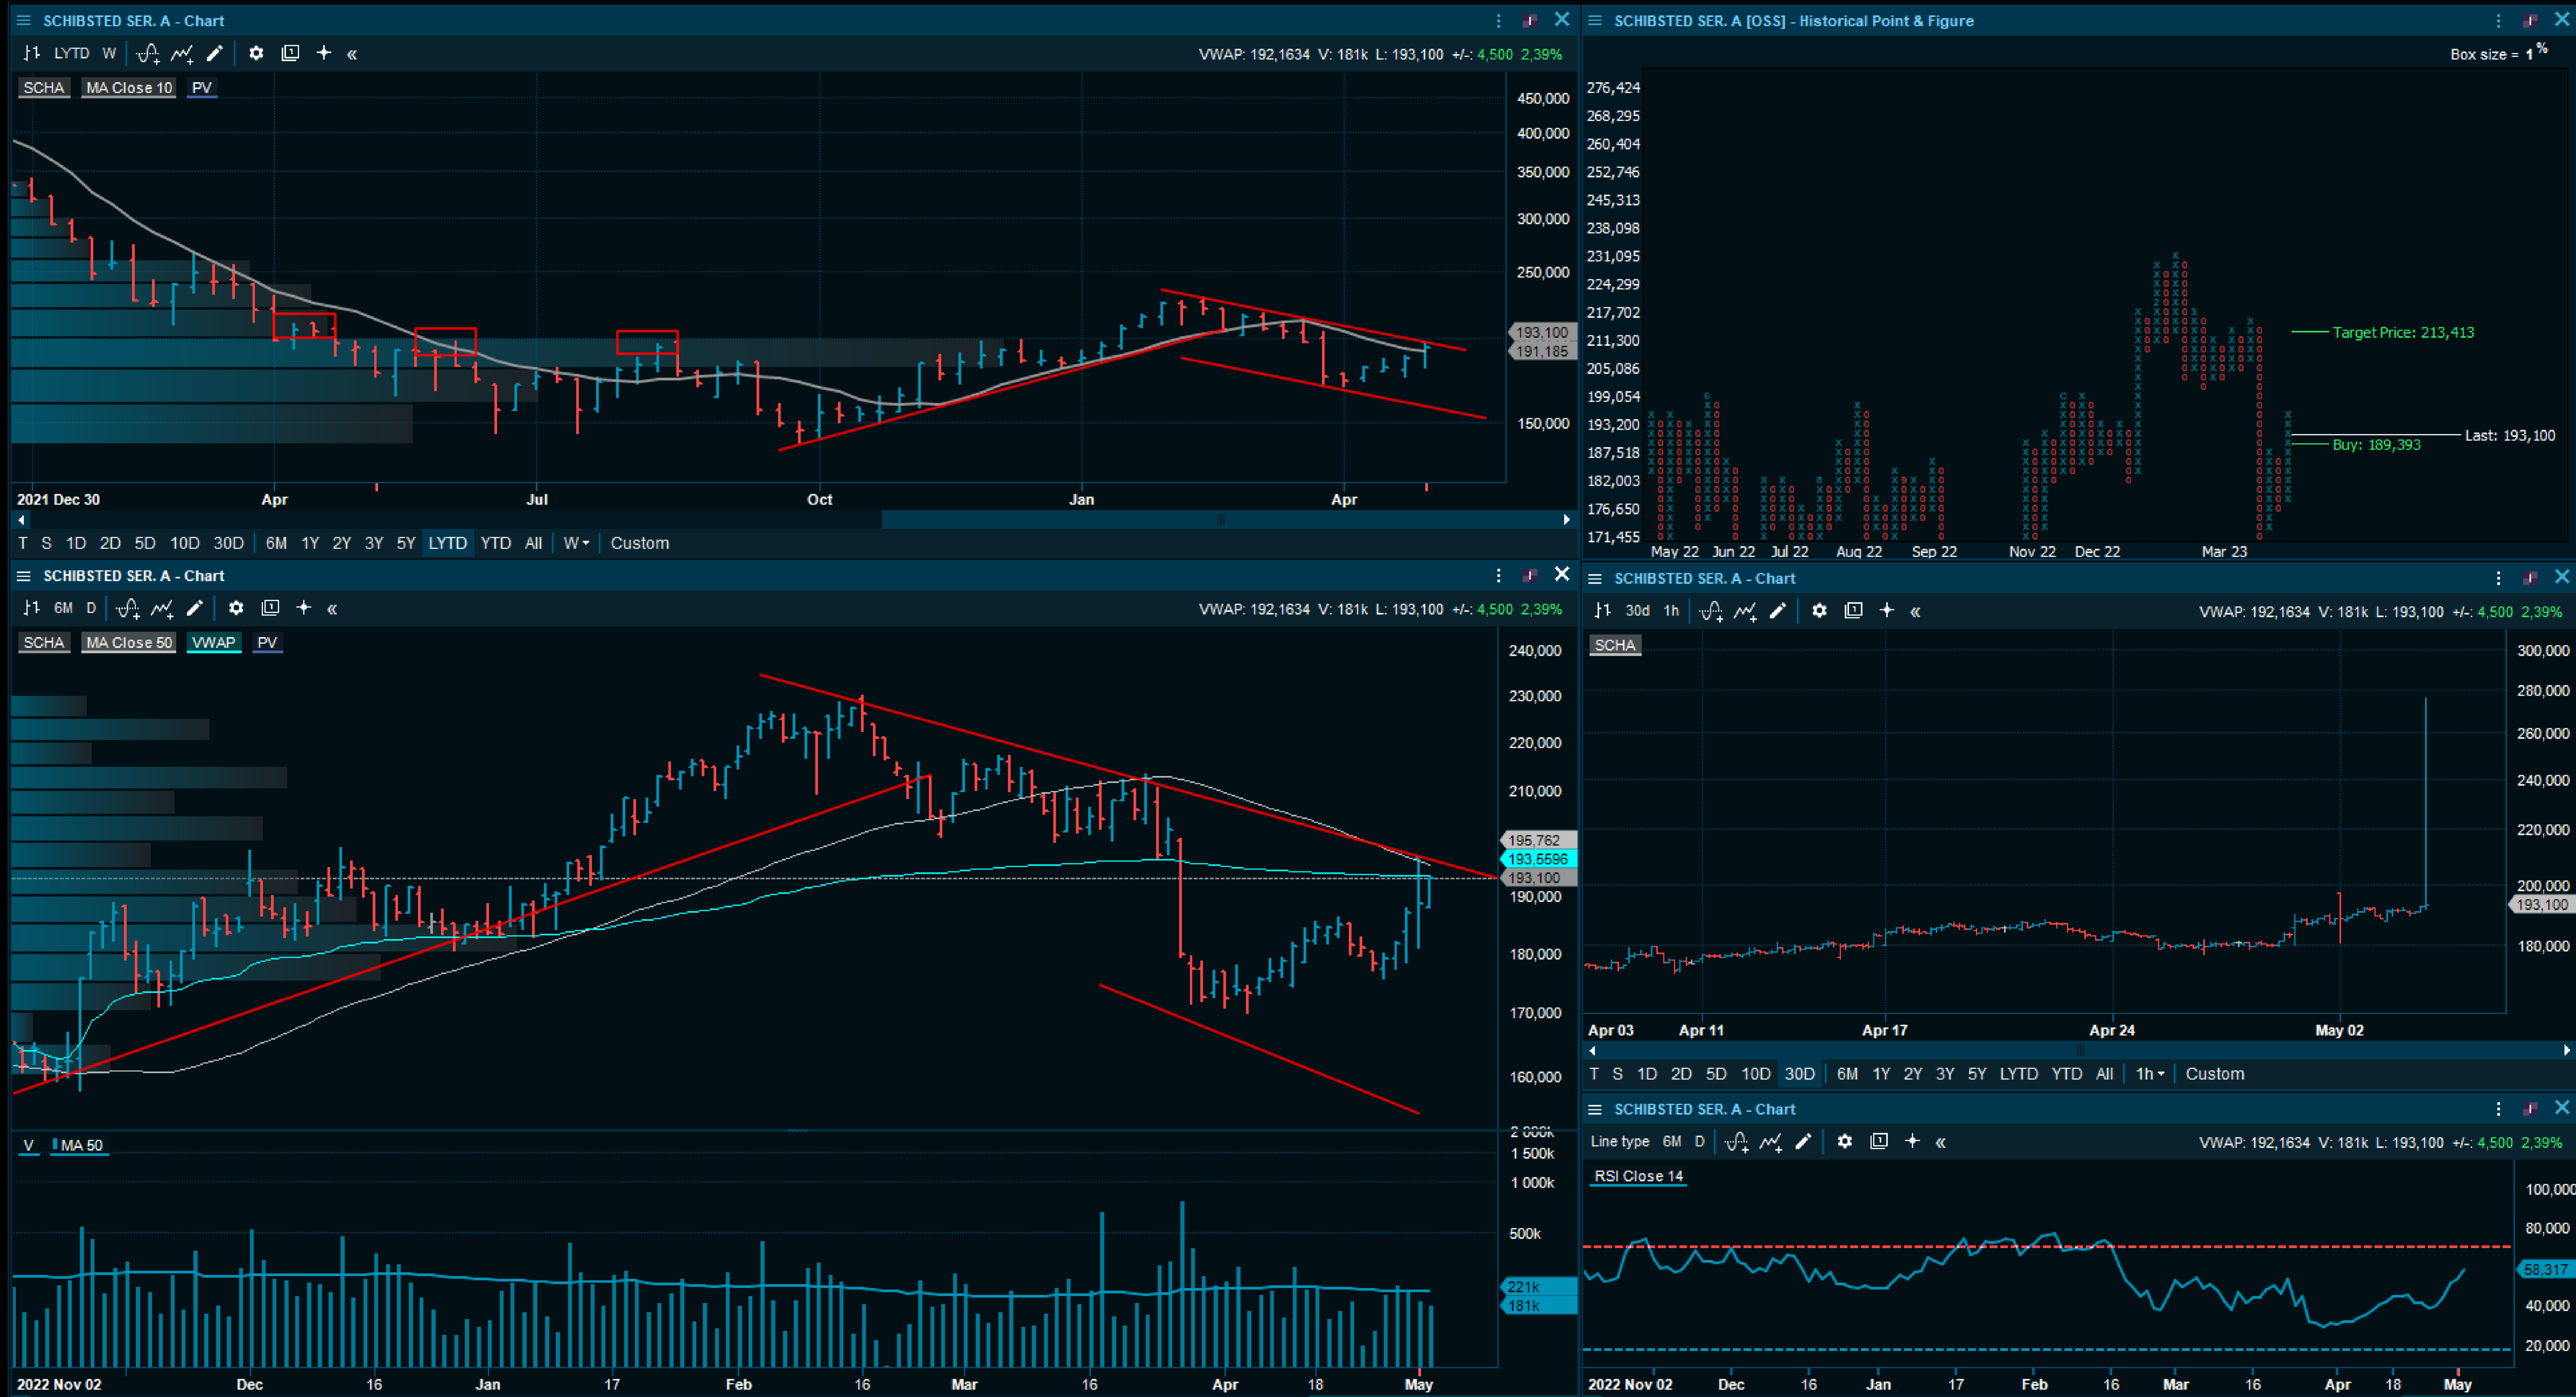 SCHIBSTED SER. A - Chart
LYTD W VWAP: 192,1634 V: 181k L: 193,100 +/-: 4,500 2,39%
SCHA MA Close 10 PV
450,000
400,000
350,000
300,000
250,000
193,100
191,185
150,000
2021 Dec 30 Apr Jul Oct Jan Apr
T S 1D 2D 5D 10D 30D 6M 1Y 2Y 3Y 5Y LYTD YTD All W Custom
SCHIBSTED SER. A [OSS] - Historical Point & Figure
Box size = 1 %
276,424
268,295
260,404
252,746
245,313
238,098
231,095
224,299
217,702
211,300
205,086
199,054
193,200
187,518
182,003
176,650
171,455
Target Price: 213,413
Last: 193,100
Buy: 189,393
May 22 Jun 22 Jul 22 Aug 22 Sep 22 Nov 22 Dec 22 Mar 23
SCHIBSTED SER. A - Chart
6M D VWAP: 192,1634 V: 181k L: 193,100 +/-: 4,500 2,39%
SCHA MA Close 50 VWAP PV
240,000
230,000
220,000
210,000
195,762
193,5596
193,100
190,000
180,000
170,000
160,000
V MA 50
2 000k
1 500k
1 000k
500k
221k
181k
2022 Nov 02 Dec 16 Jan 17 Feb 16 Mar 16 Apr 18 May
SCHIBSTED SER. A - Chart
30d 1h VWAP: 192,1634 V: 181k L: 193,100 +/-: 4,500 2,39%
SCHA
300,000
280,000
260,000
240,000
220,000
200,000
193,100
180,000
Apr 03 Apr 11 Apr 17 Apr 24 May 02
T S 1D 2D 5D 10D 30D 6M 1Y 2Y 3Y 5Y LYTD YTD All 1h Custom
SCHIBSTED SER. A - Chart
Line type 6M D VWAP: 192,1634 V: 181k L: 193,100 +/-: 4,500 2,39%
RSI Close 14
100,000
80,000
58,317
40,000
20,000
2022 Nov 02 Dec 16 Jan 17 Feb 16 Mar 16 Apr 18 May